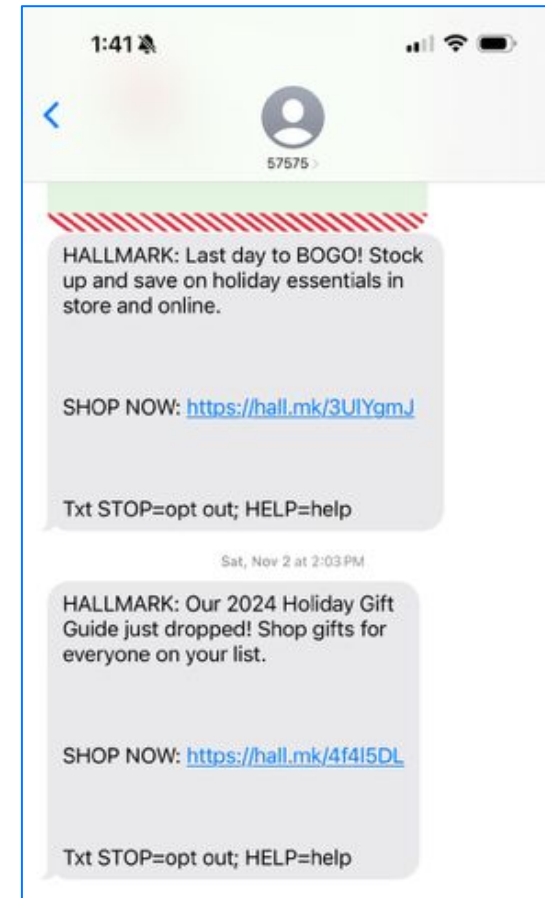 1:41
57575
HALLMARK: Last day to BOGO! Stock
up and save on holiday essentials in
store and online.
SHOP NOW: https://hall.mk/3UIYgmJ
Txt STOP=opt out; HELP=help
Sat, Nov 2 at 2:03 PM
HALLMARK: Our 2024 Holiday Gift
Guide just dropped! Shop gifts for
everyone on your list.
SHOP NOW: https://hall.mk/4f4I5DL
Txt STOP=opt out; HELP=help